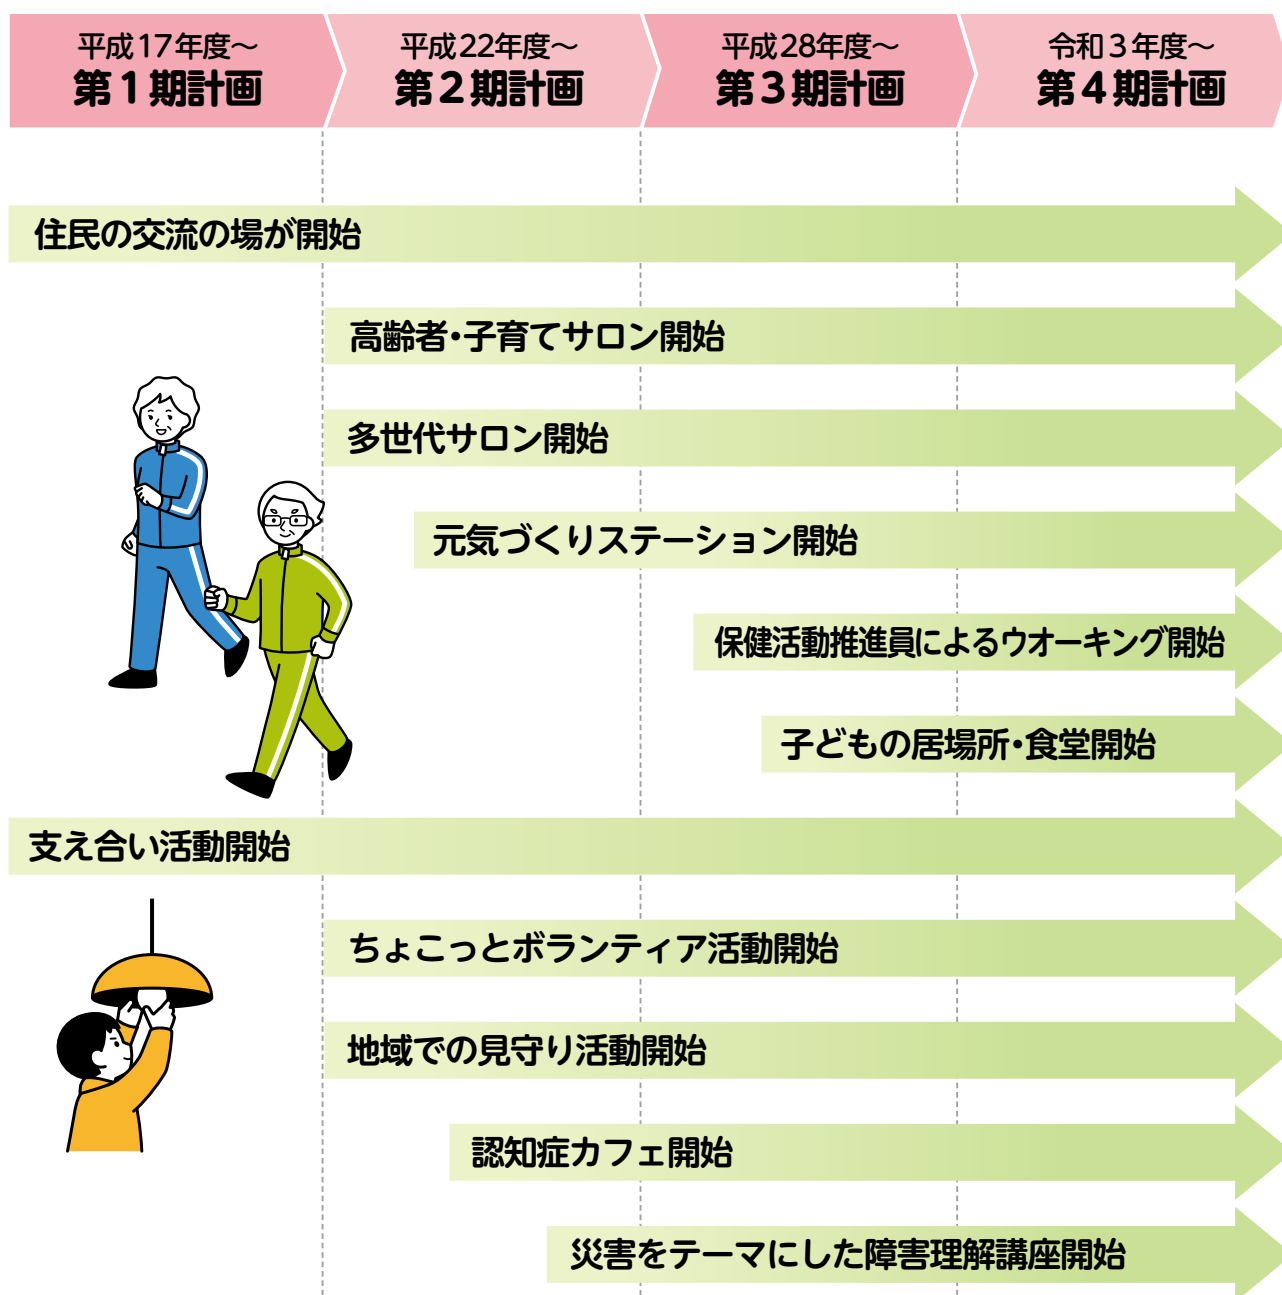 平成17年度～
第1期計画
平成22年度～
第2期計画
平成28年度～
第3期計画
令和3年度～
第4期計画
住民の交流の場が開始
高齢者・子育てサロン開始
多世代サロン開始
元気づくりステーション開始
保健活動推進員によるウオーキング開始
子どもの居場所・食堂開始
支え合い活動開始
ちょこっとボランティア活動開始
地域での見守り活動開始
認知症カフェ開始
災害をテーマにした障害理解講座開始